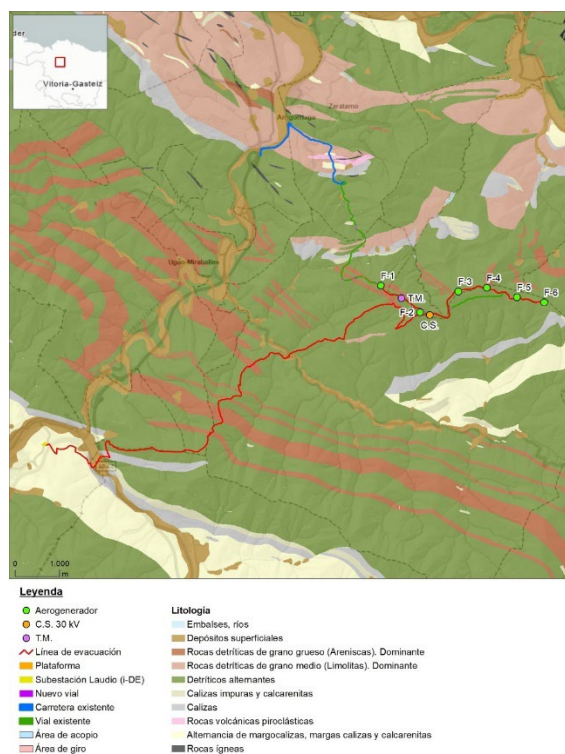 der
Vitoria-Gasteiz
Zaratamo
Arrigorriaga
Ugao-Miraballes
F-1
T.M.
F-2
C.S.
F-3
F-4
F-5
F-6
0 1.000
m
Leyenda
Aerogenerador
C.S. 30 kV
T.M.
Línea de evacuación
Plataforma
Subestación Laudio (i-DE)
Nuevo vial
Carretera existente
Vial existente
Área de acopio
Área de giro
Litología
Embalses, ríos
Depósitos superficiales
Rocas detríticas de grano grueso (Areniscas). Dominante
Rocas detríticas de grano medio (Limolitas). Dominante
Detríticos alternantes
Calizas impuras y calcarenitas
Calizas
Rocas volcánicas piroclásticas
Alternancia de margocalizas, margas calizas y calcarenitas
Rocas ígneas